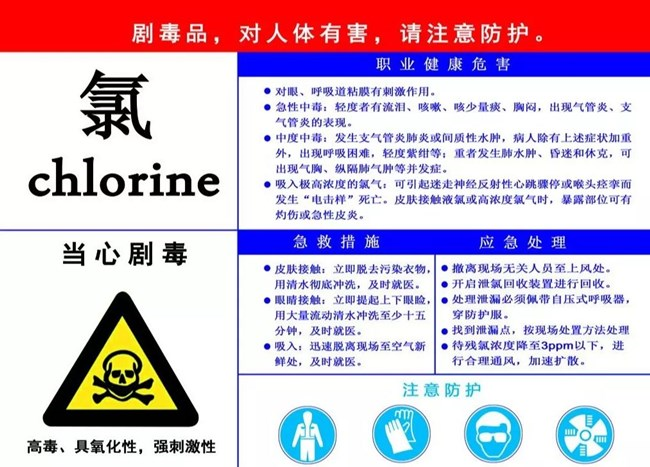 剧毒品，对人体有害，请注意防护。
氯
chlorine
职业健康危害
● 对眼、呼吸道粘膜有刺激作用。
● 急性中毒：轻度者有流泪、咳嗽、咳少量痰、胸闷，出现气管炎、支
气管炎的表现。
● 中度中毒：发生支气管肺炎或间质性水肿，病人除有上述症状加重
外，出现呼吸困难，轻度紫绀等；重者发生肺水肿、昏迷和休克，可
出现气胸、纵隔肺气肿等并发症。
● 吸入极高浓度的氯气：可引起迷走神经反射性心跳骤停或喉头痉挛而
发生“电击样”死亡。皮肤接触液氯或高浓度氯气时，暴露部位可有
灼伤或急性皮炎。
当心剧毒
高毒、具氧化性，强刺激性
急救措施
● 皮肤接触：立即脱去污染衣物，
用清水彻底冲洗，及时就医。
● 眼睛接触：立即提起上下眼睑，
用大量流动清水冲洗至少十五
分钟，及时就医。
● 吸入：迅速脱离现场至空气新
鲜处，及时就医。
应急处理
● 撤离现场无关人员至上风处。
● 开启泄氯回收装置进行回收。
● 处理泄漏必须佩带自压式呼吸器，
穿防护服。
● 找到泄漏点，按现场处置方法处理
● 待残氯浓度降至3ppm以下，进
行合理通风，加速扩散。
注意防护